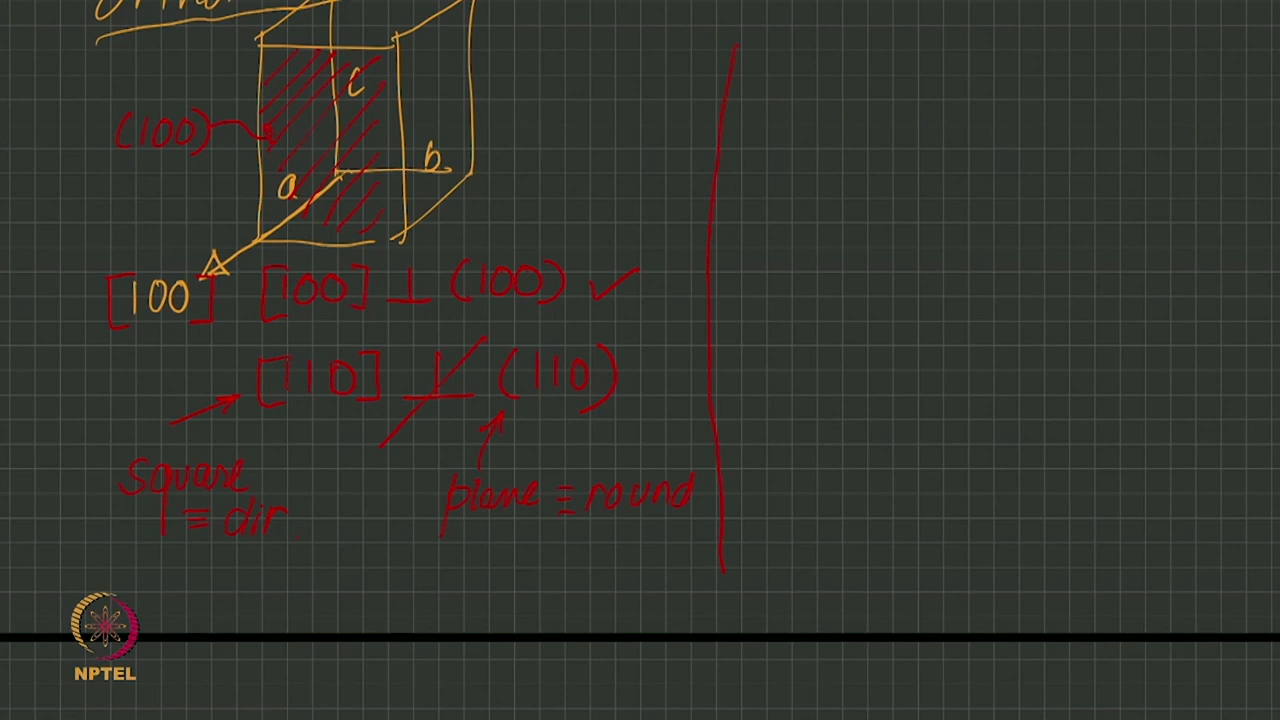 c
(100)
b
a
[100] [100] ⊥ (100) ✓
[110] ⊥̸ (110)
square
≡ dir
plane ≡ round
NPTEL